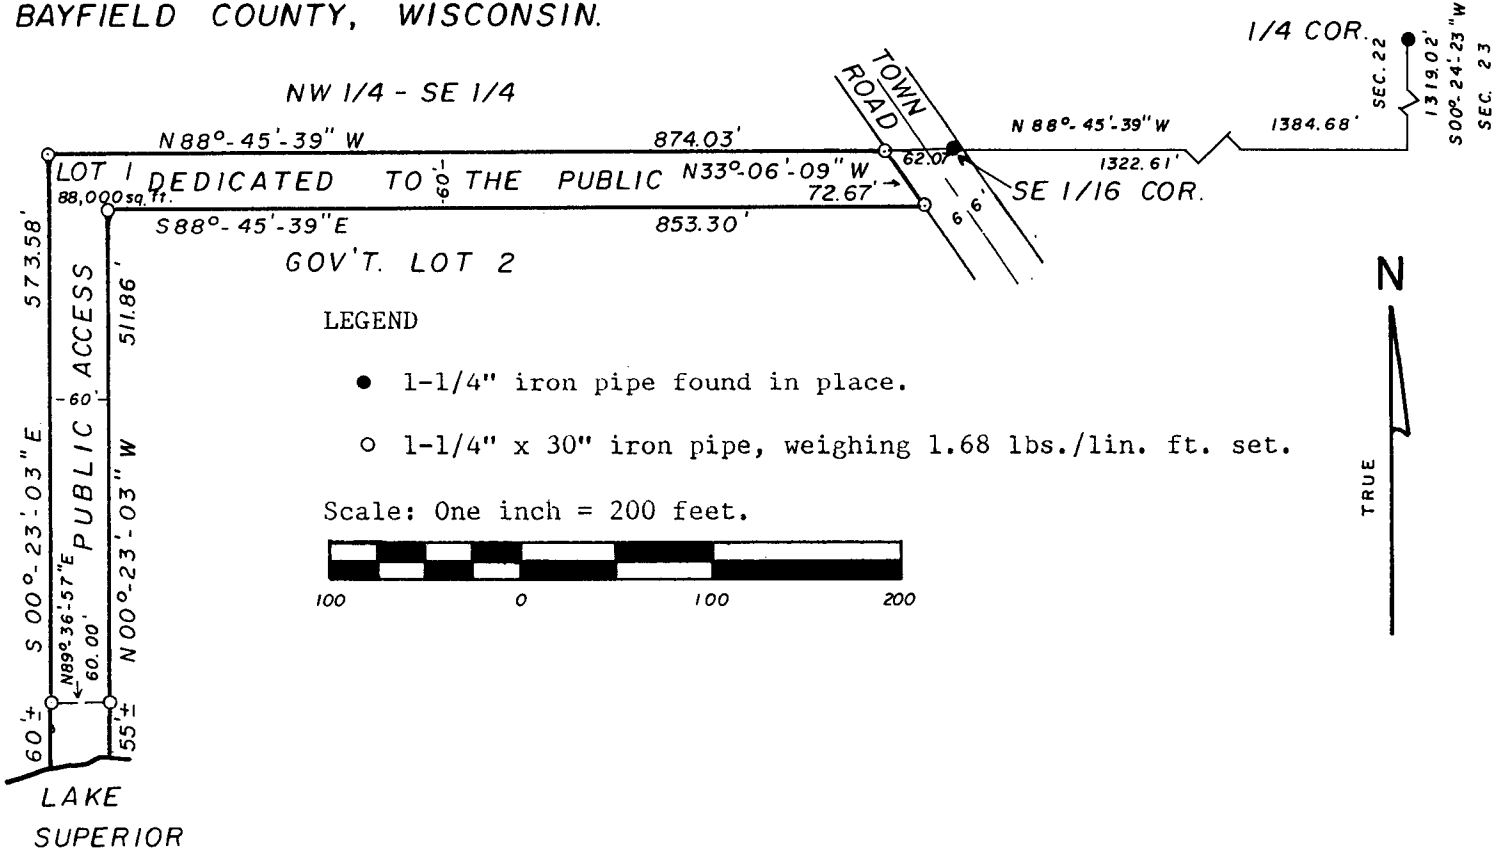 BAYFIELD COUNTY, WISCONSIN.
1/4 COR.
SEC. 22
1319.02'
S00°-24'-23"W
SEC. 23
NW 1/4 - SE 1/4
TOWN
ROAD
N 88°-45'-39" W
874.03'
62.07'
N 88°-45'-39" W
1384.68'
1322.61'
LOT 1
88,000 sq. ft.
DEDICATED TO THE PUBLIC
60'
N33°-06'-09" W
72.67'
66'
SE 1/16 COR.
S88°-45'-39"E
853.30'
GOV'T. LOT 2
573.58'
S 00°-23'-03"E
PUBLIC ACCESS
-60'-
511.86'
N00°-23'-03" W
N89°-36'-57"E
60.00'
60'±
55'±
LAKE
SUPERIOR
LEGEND
● 1-1/4" iron pipe found in place.
○ 1-1/4" x 30" iron pipe, weighing 1.68 lbs./lin. ft. set.
Scale: One inch = 200 feet.
100 0 100 200
N
TRUE